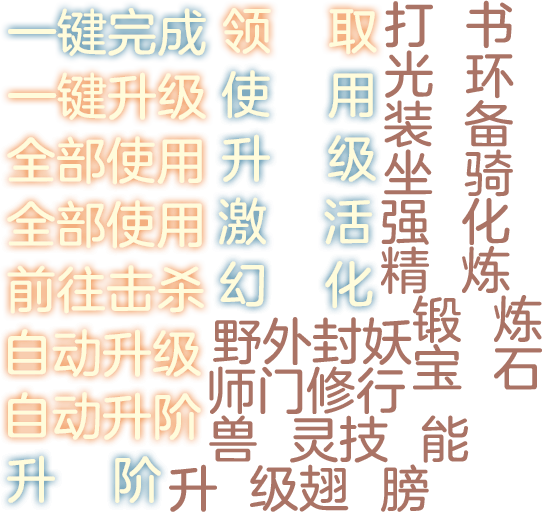 一键完成
一键升级
全部使用
全部使用
前往击杀
自动升级
自动升阶
升 阶
领 取
使 用
升 级
激 活
幻 化
打 书
光 环
装 备
坐 骑
强 化
精 炼
锻 炼
宝 石
野外封妖
师门修行
兽 灵
技 能
升 级
翅 膀